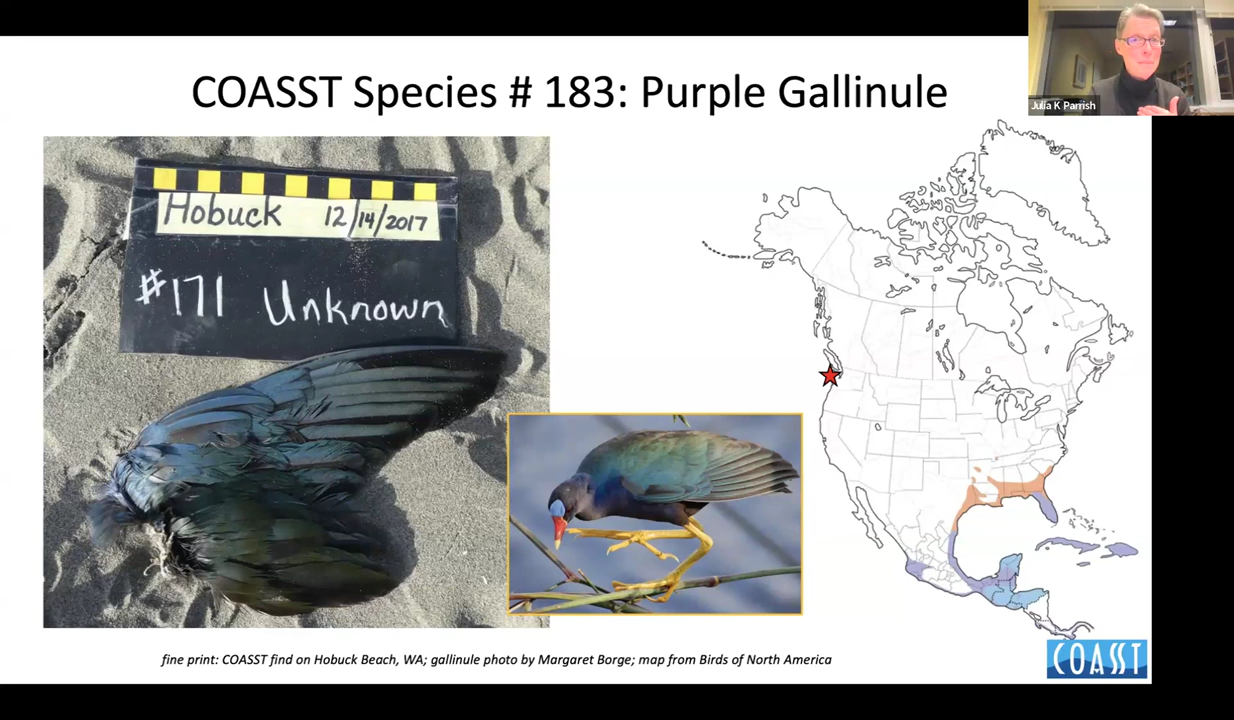 COASST Species # 183: Purple Gallinule
Julia K Parrish
Hobuck 12/14/2017
#171 Unknown
fine print: COASST find on Hobuck Beach, WA; gallinule photo by Margaret Borge; map from Birds of North America
COASST